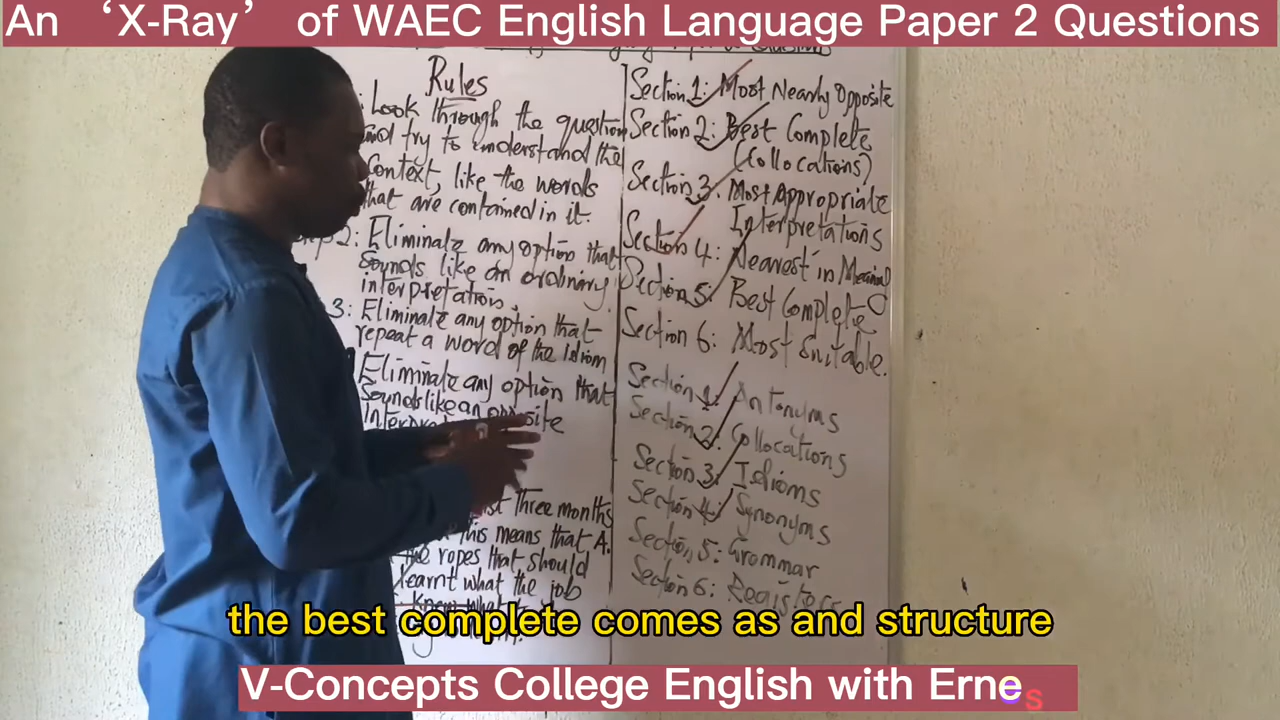 An ‘X-Ray’ of WAEC English Language Paper 2 Questions
Rules
Look through the question
and try to understand the
context, like the words
that are contained in it.
2: Eliminate any option that
sounds like an ordinary
interpretation.
3: Eliminate any option that
repeat a word of the Idiom
Eliminate any option that
Sounds like an opposite
three months
this means that A.
the ropes that should
learnt what the job
Section 1: Most Nearly Opposite
Section 2: Best Complete
(Collocations)
Section 3: Most Appropriate
Interpretations
Section 4: Nearest in Meaning
Section 5: Best Complete
Section 6: Most Suitable.
Section 1: Antonyms
Section 2: Collocations
Section 3: Idioms
Section 4: Synonyms
Section 5: Grammar
Section 6: Registers
the best complete comes as and structure
V-Concepts College English with Ernes